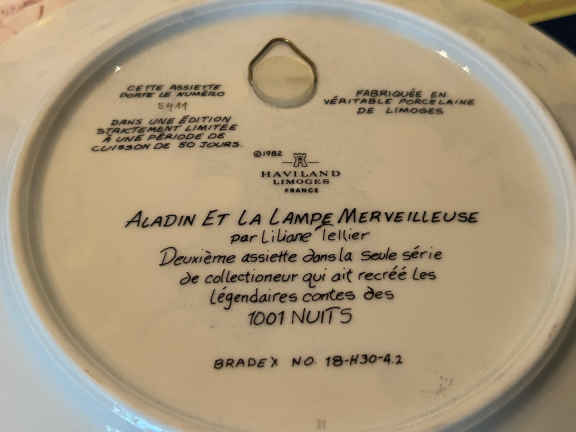 CETTE ASSIETTE
PORTE LE NUMÉRO
5911
DANS UNE ÉDITION
STRICTEMENT LIMITÉE
À UNE PÉRIODE DE
CUISSON DE 50 JOURS.
FABRIQUÉE EN
VÉRITABLE PORCELAINE
DE LIMOGES
©1982
HAVILAND
LIMOGES
FRANCE
ALADIN ET LA LAMPE MERVEILLEUSE
par Liliane Tellier
Deuxième assiette dans la seule série
de collectioneur qui ait recréé les
légendaires contes des
1001 NUITS
BRADEX NO. 18-H30-4.2